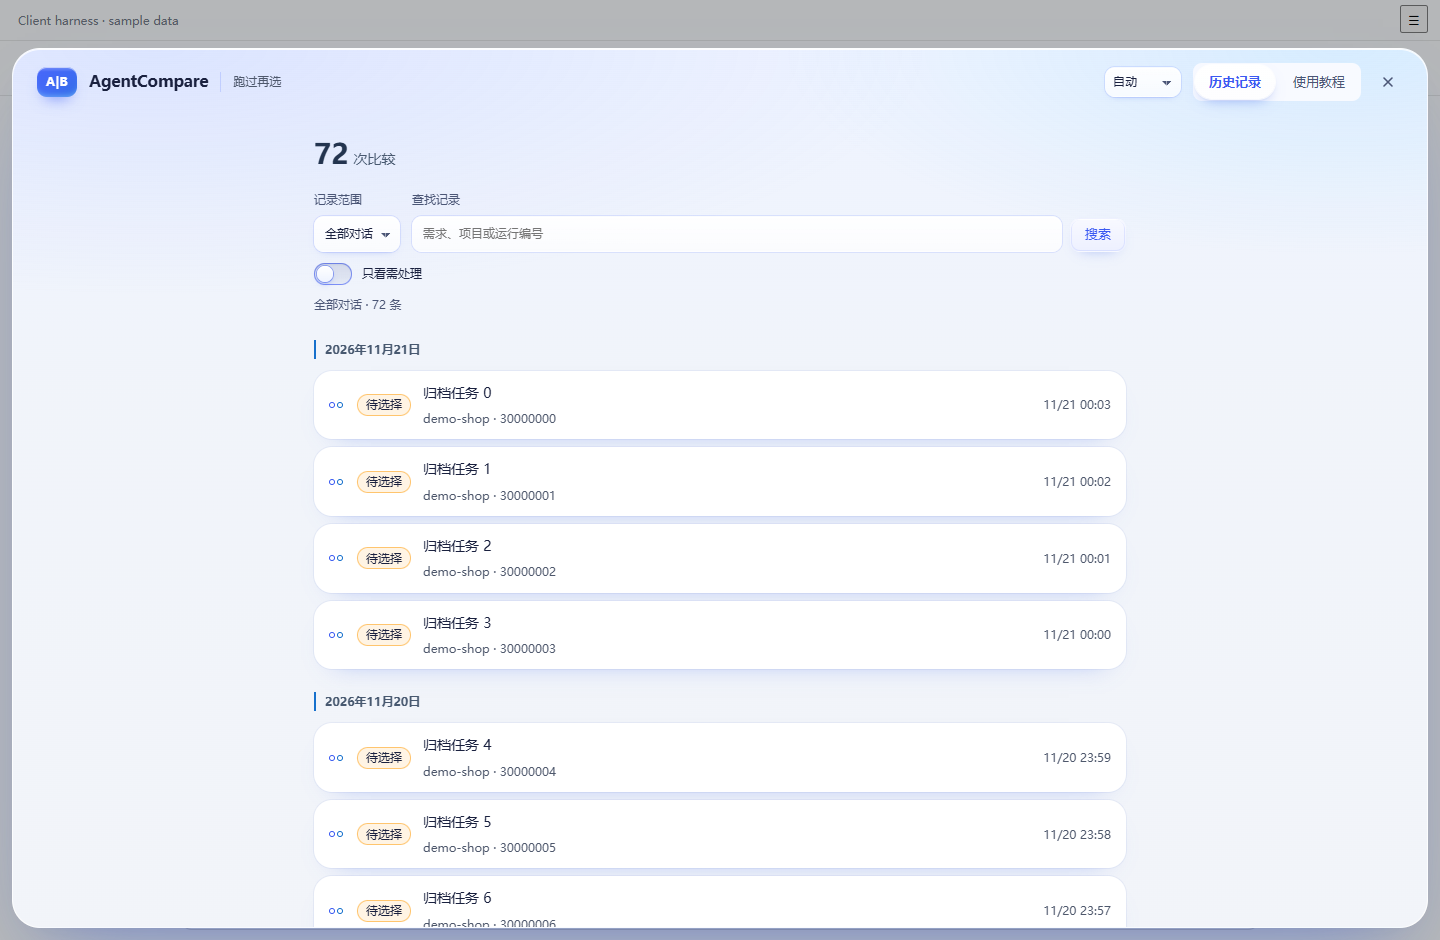 Client harness · sample data
A|B AgentCompare 跑过再选 自动 历史记录 使用教程
72 次比较
记录范围 查找记录
全部对话 需求、项目或运行编号 搜索
只看需处理
全部对话 · 72 条
2026年11月21日
归档任务 0
待选择 11/21 00:03
demo-shop · 30000000
归档任务 1
待选择 11/21 00:02
demo-shop · 30000001
归档任务 2
待选择 11/21 00:01
demo-shop · 30000002
归档任务 3
待选择 11/21 00:00
demo-shop · 30000003
2026年11月20日
归档任务 4
待选择 11/20 23:59
demo-shop · 30000004
归档任务 5
待选择 11/20 23:58
demo-shop · 30000005
归档任务 6
待选择 11/20 23:57
demo-shop · 30000006